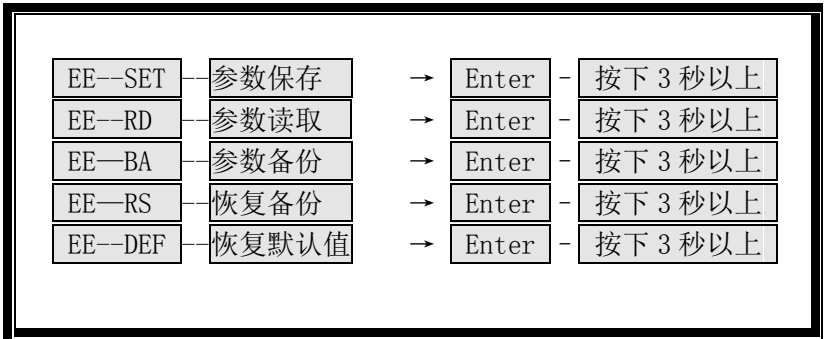 EE--SET--参数保存 → Enter - 按下 3 秒以上
EE--RD--参数读取 → Enter - 按下 3 秒以上
EE—BA--参数备份 → Enter - 按下 3 秒以上
EE—RS--恢复备份 → Enter - 按下 3 秒以上
EE--DEF--恢复默认值 → Enter - 按下 3 秒以上